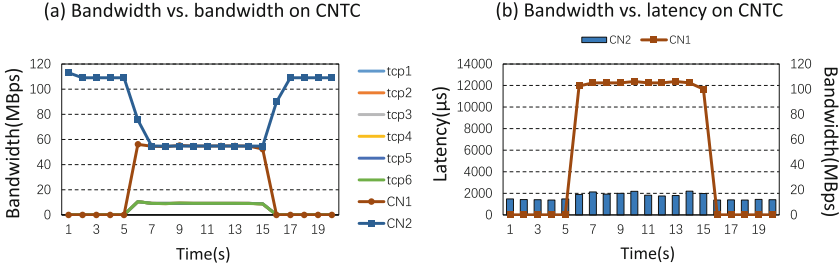 (a) Bandwidth vs. bandwidth on CNTC
Bandwidth(MBps)
120
100
80
60
40
20
0
1 3 5 7 9 11 13 15 17 19
Time(s)
tcp1
tcp2
tcp3
tcp4
tcp5
tcp6
CN1
CN2
(b) Bandwidth vs. latency on CNTC
CN2 CN1
Latency(μs)
14000
12000
10000
8000
6000
4000
2000
0
1 3 5 7 9 11 13 15 17 19
Time(s)
120
100
80
60
40
20
0
Bandwidth(MBps)